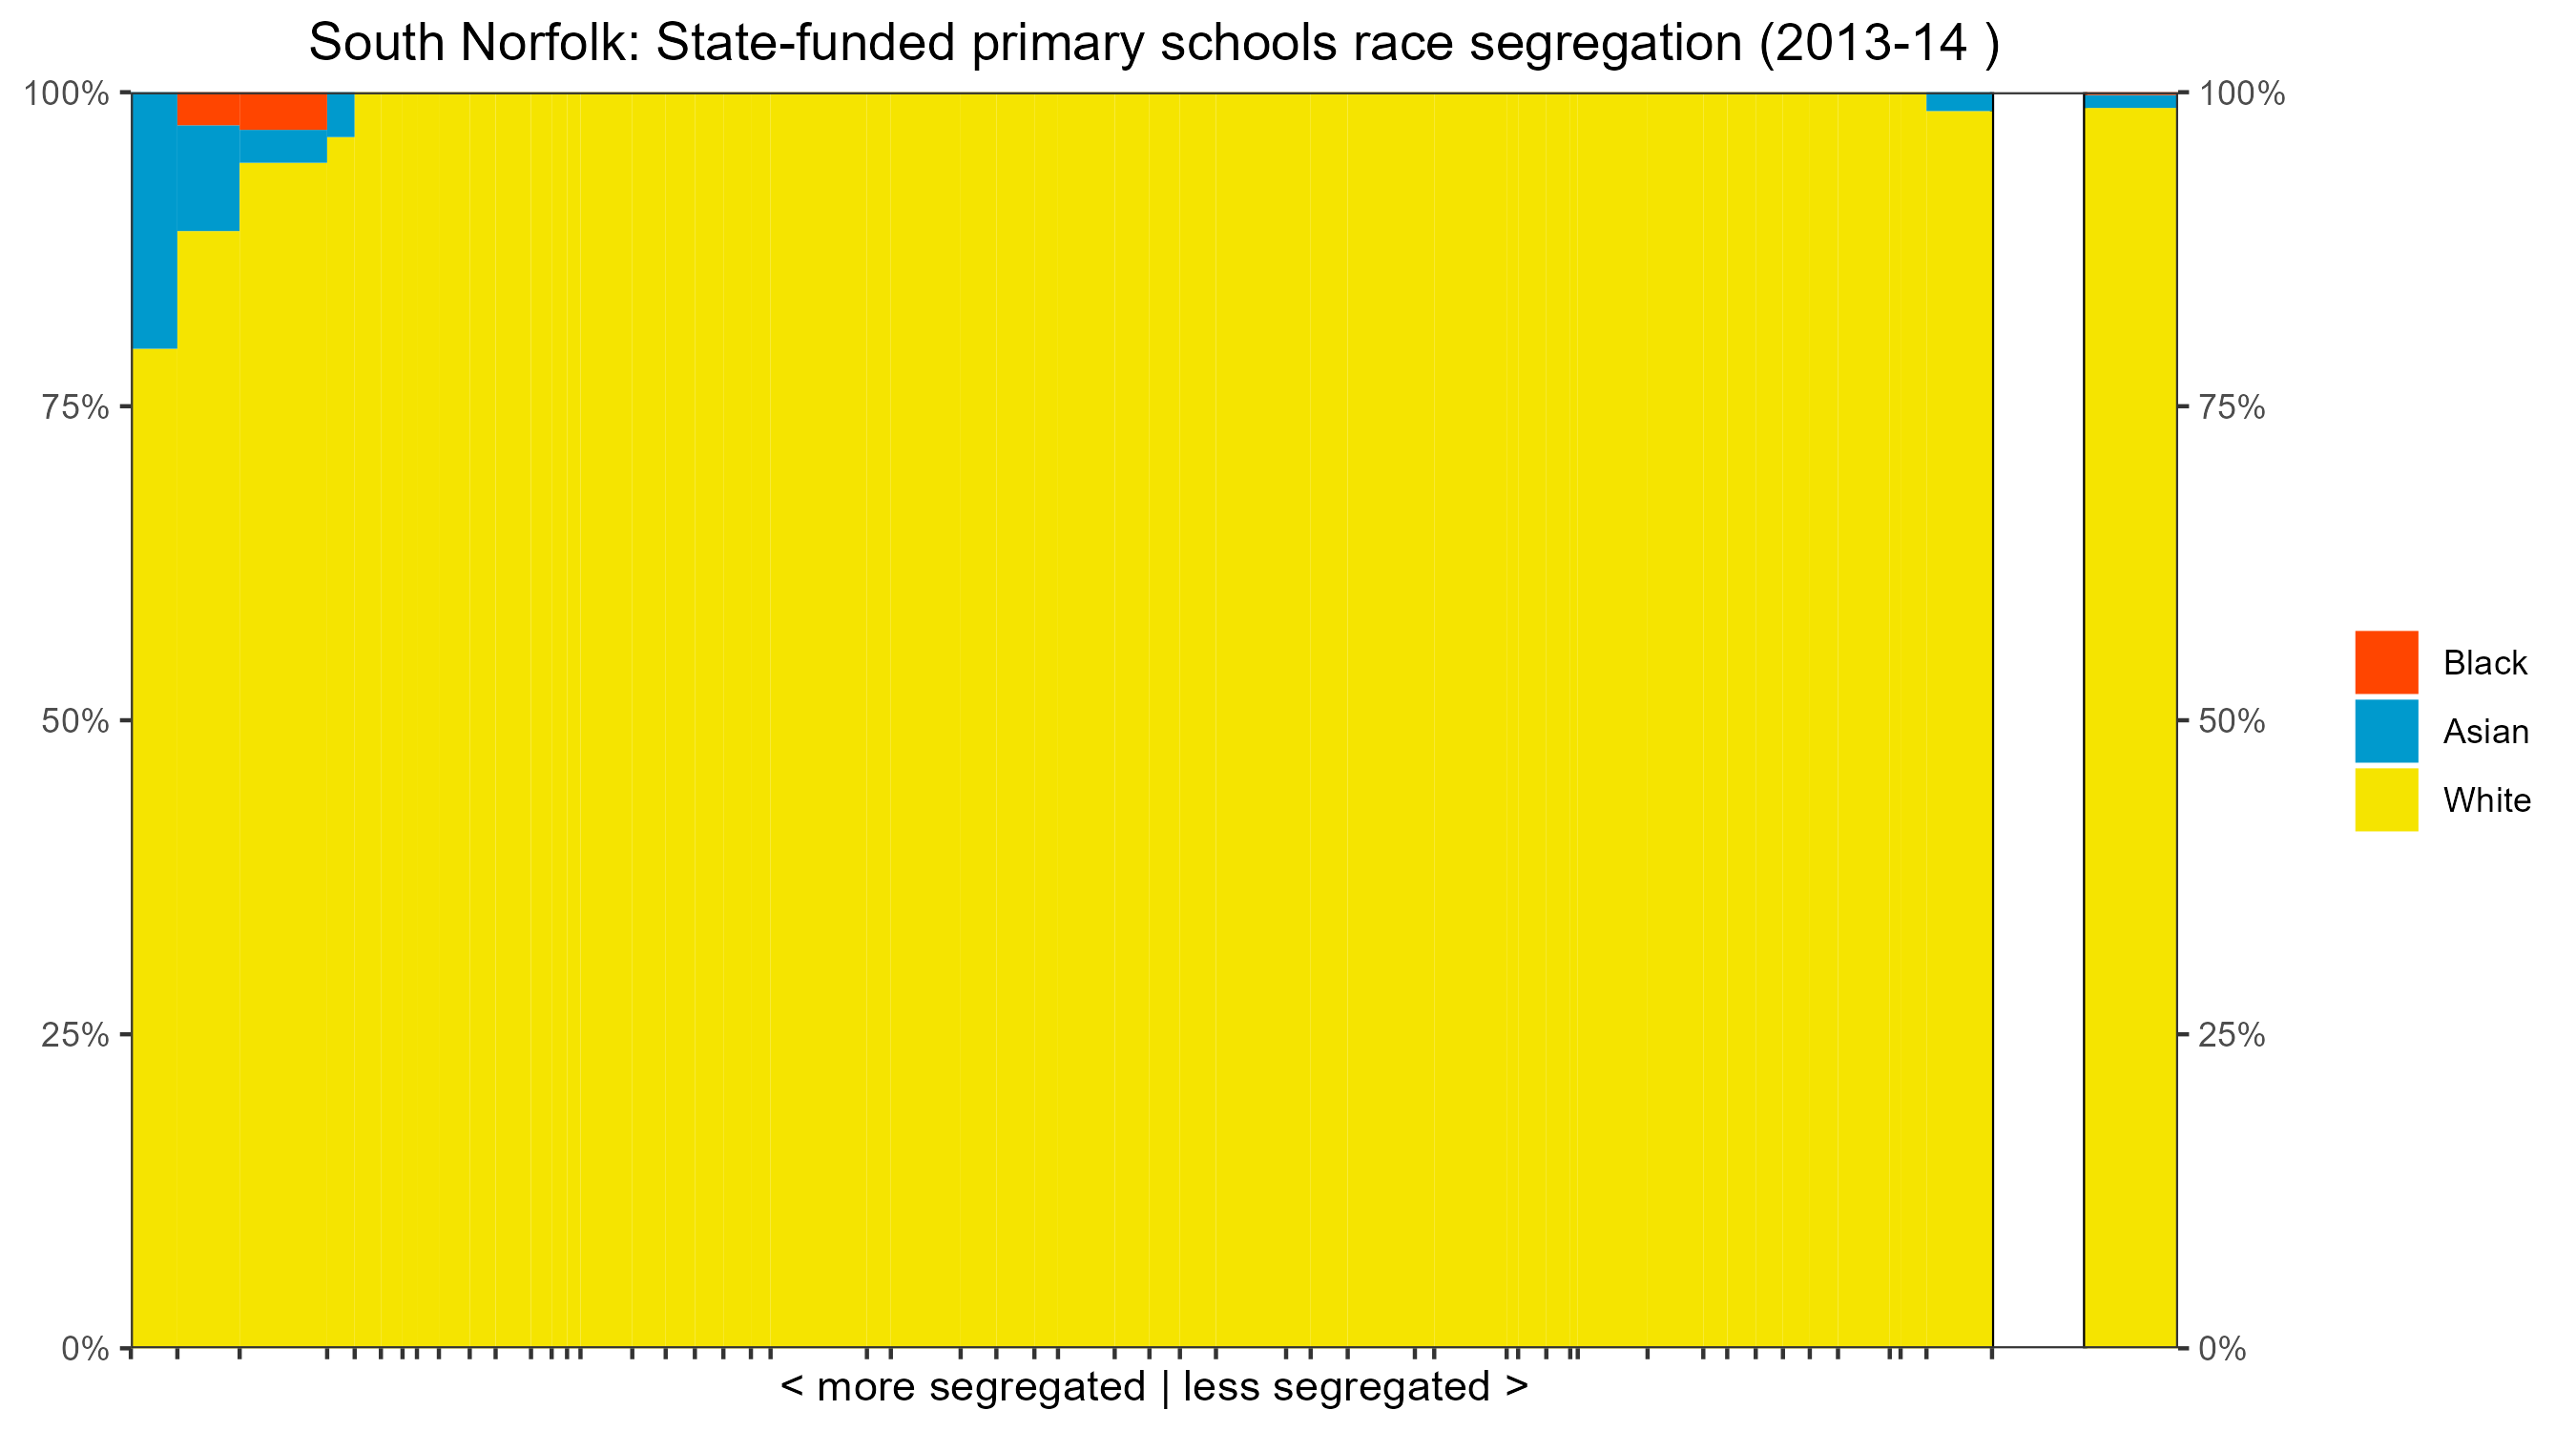 South Norfolk: State-funded primary schools race segregation (2013-14 )
100%
75%
50%
25%
0%
100%
75%
50%
25%
0%
< more segregated | less segregated >
Black
Asian
White